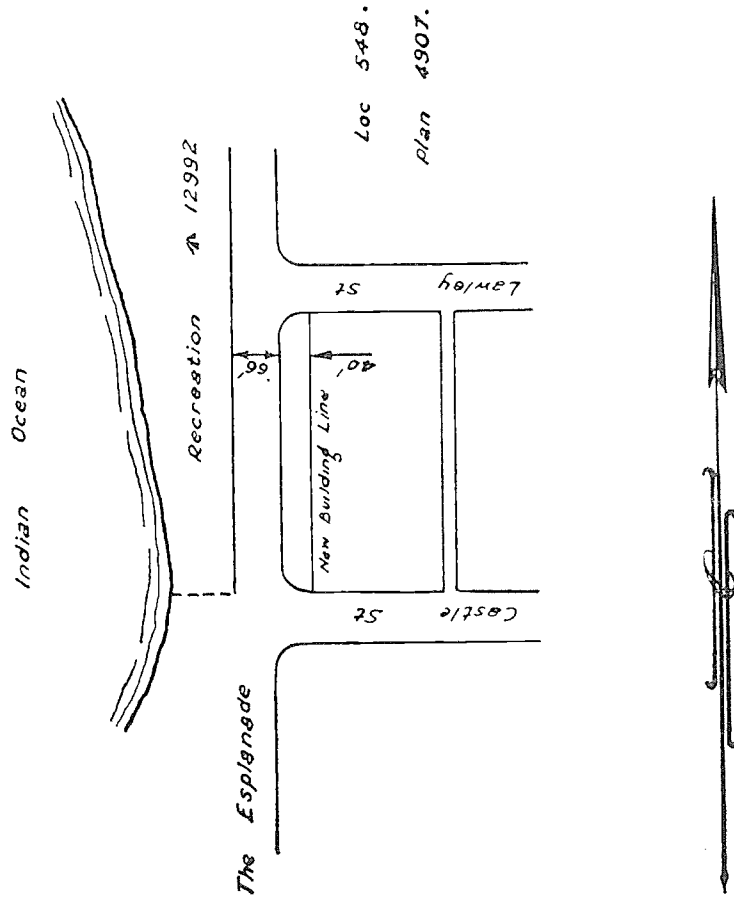 Indian Ocean
Recreation 12992
Loc 548.
plan 4907.
66'
40'
New Building Line
Lawley St
Castle St
The Esplanade